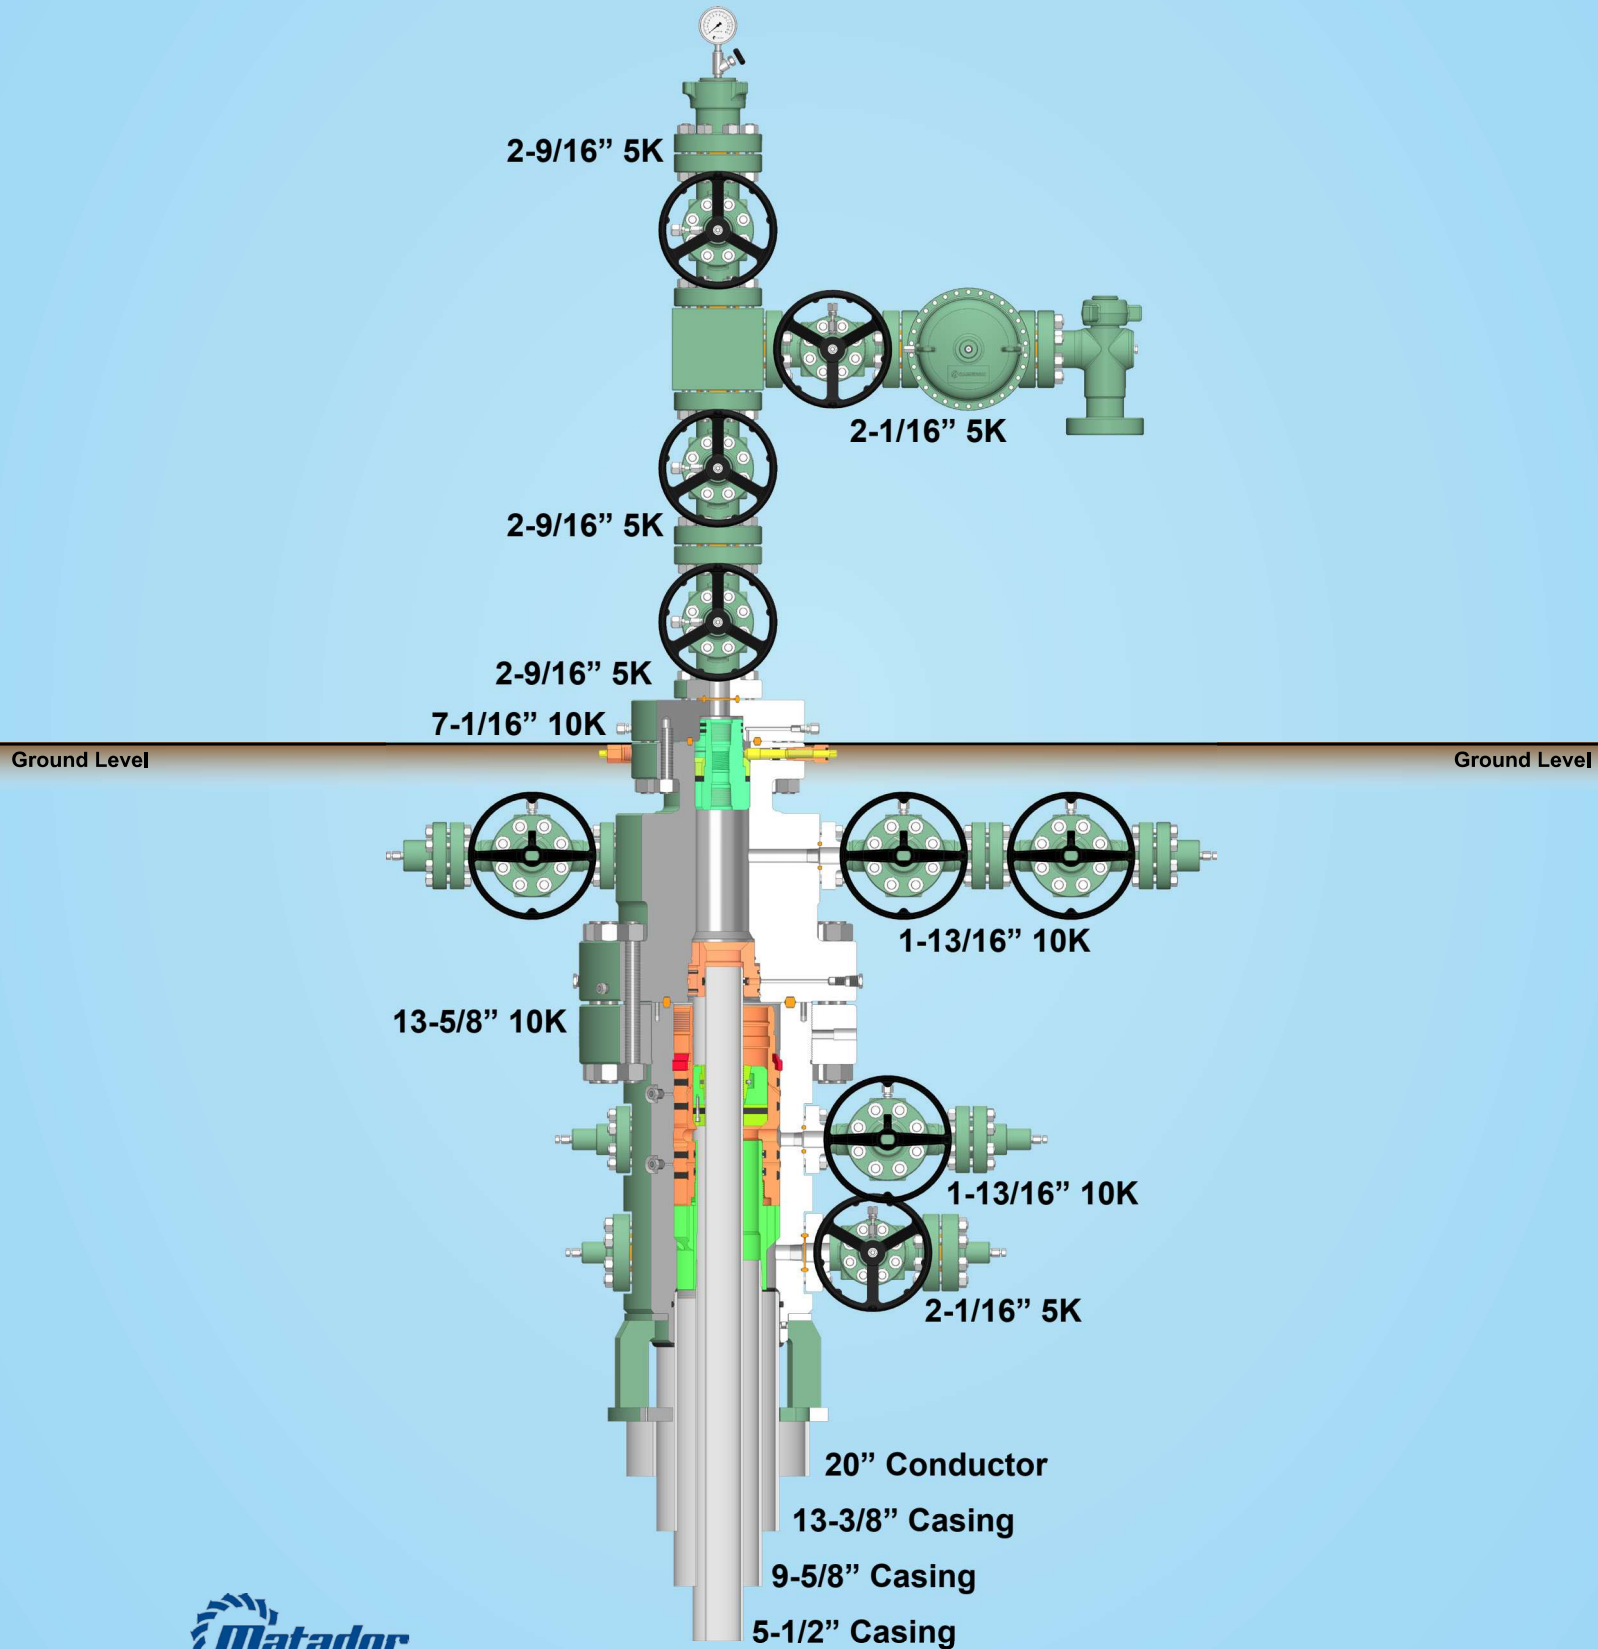 2-9/16” 5K
2-1/16” 5K
2-9/16” 5K
2-9/16” 5K
7-1/16” 10K
Ground Level
Ground Level
1-13/16” 10K
13-5/8” 10K
1-13/16” 10K
2-1/16” 5K
20” Conductor
13-3/8” Casing
9-5/8” Casing
5-1/2” Casing
Matador